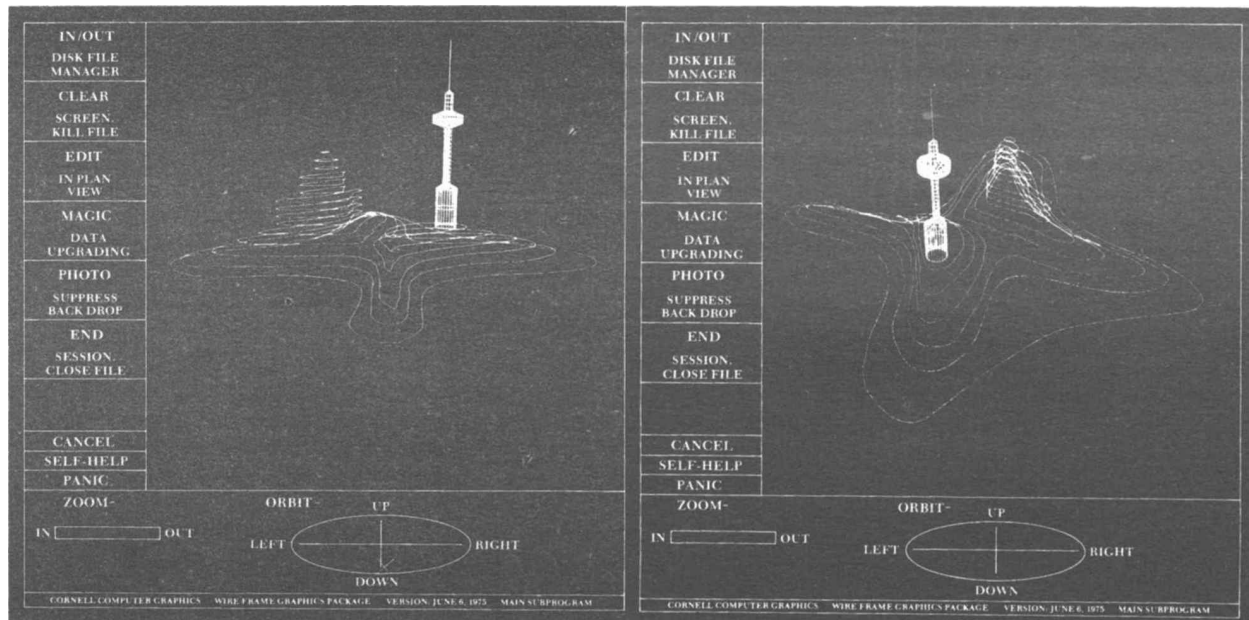 IN/OUT
DISK FILE
MANAGER
CLEAR
SCREEN.
KILL FILE
EDIT
IN PLAN
VIEW
MAGIC
DATA
UPGRADING
PHOTO
SUPPRESS
BACK DROP
END
SESSION.
CLOSE FILE
CANCEL
SELF-HELP
PANIC
ZOOM-
IN OUT
ORBIT-
UP
LEFT RIGHT
DOWN
CORNELL COMPUTER GRAPHICS WIRE FRAME GRAPHICS PACKAGE VERSION: JUNE 6, 1975 MAIN SUBPROGRAM
IN/OUT
DISK FILE
MANAGER
CLEAR
SCREEN.
KILL FILE
EDIT
IN PLAN
VIEW
MAGIC
DATA
UPGRADING
PHOTO
SUPPRESS
BACK DROP
END
SESSION.
CLOSE FILE
CANCEL
SELF-HELP
PANIC
ZOOM-
IN OUT
ORBIT-
UP
LEFT RIGHT
DOWN
CORNELL COMPUTER GRAPHICS WIRE FRAME GRAPHICS PACKAGE VERSION: JUNE 6, 1975 MAIN SUBPROGRAM